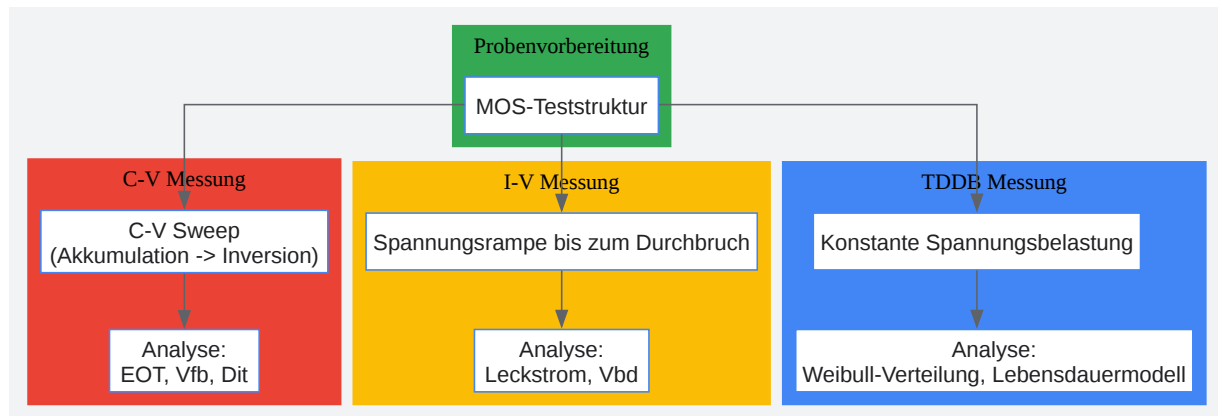 Probenvorbereitung
MOS-Teststruktur
C-V Messung
C-V Sweep
(Akkumulation -> Inversion)
Analyse:
EOT, Vfb, Dit
I-V Messung
Spannungsrampe bis zum Durchbruch
Analyse:
Leckstrom, Vbd
TDDB Messung
Konstante Spannungsbelastung
Analyse:
Weibull-Verteilung, Lebensdauermodell